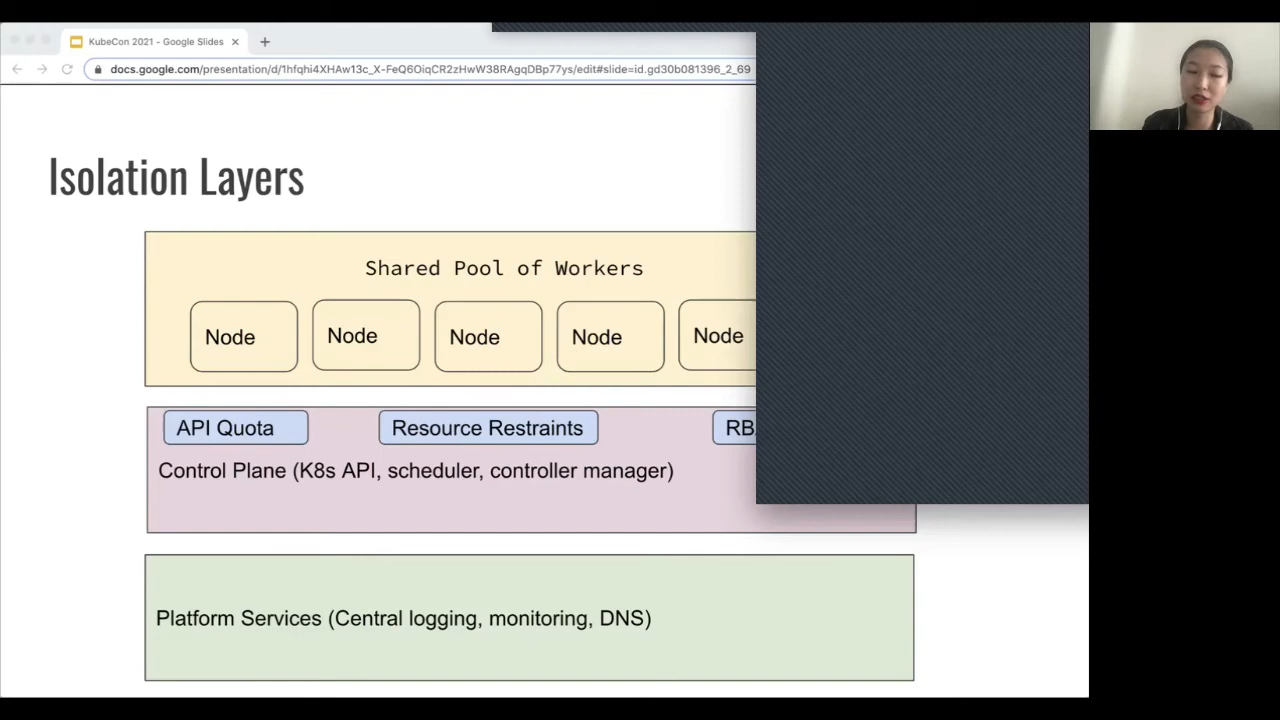 KubeCon 2021 - Google Slides
docs.google.com/presentation/d/1hfqhi4XHAw13c_X-FeQ6OiqCR2zHwW38RAgqDBp77ys/edit#slide=id.gd30b081396_2_69
Isolation Layers
Shared Pool of Workers
Node Node Node Node Node
API Quota Resource Restraints RB
Control Plane (K8s API, scheduler, controller manager)
Platform Services (Central logging, monitoring, DNS)